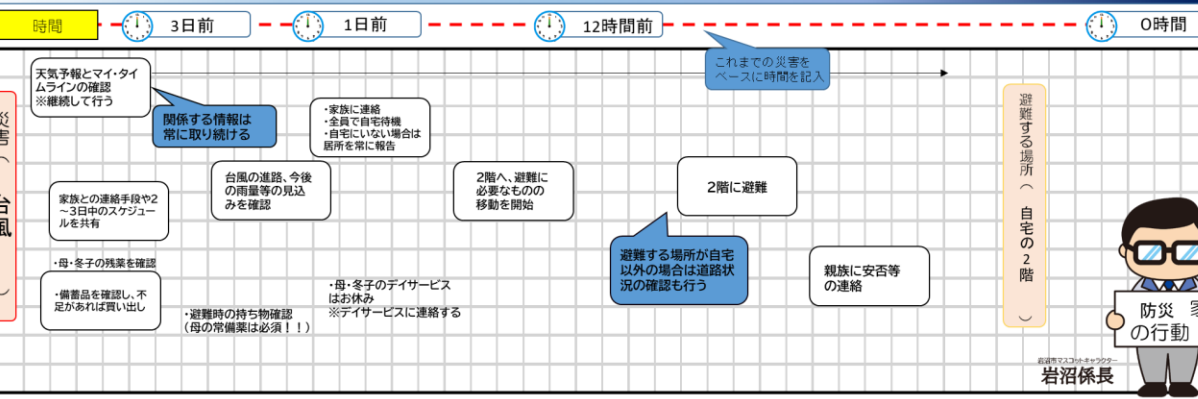 時間
3日前
1日前
12時間前
0時間
これまでの災害を
ベースに時間を記入
天気予報とマイ・タイ
ムラインの確認
※継続して行う
関係する情報は
常に取り続ける
・家族に連絡
・全員で自宅待機
・自宅にいない場合は
居所を常に報告
災害（　台風　）
台風の進路、今後
の雨量等の見込
みを確認
2階へ、避難に
必要なものの
移動を開始
2階に避難
避難する場所（　自宅の２階　）
家族との連絡手段や2
～3日中のスケジュー
ルを共有
避難する場所が自宅
以外の場合は道路状
況の確認も行う
親族に安否等
の連絡
・母・冬子の残薬を確認
・備蓄品を確認し、不
足があれば買い出し
・避難時の持ち物確認
（母の常備薬は必須！！）
・母・冬子のデイサービス
はお休み
※デイサービスに連絡する
防災　家
の行動
岩沼市マスコットキャラクター
岩沼係長